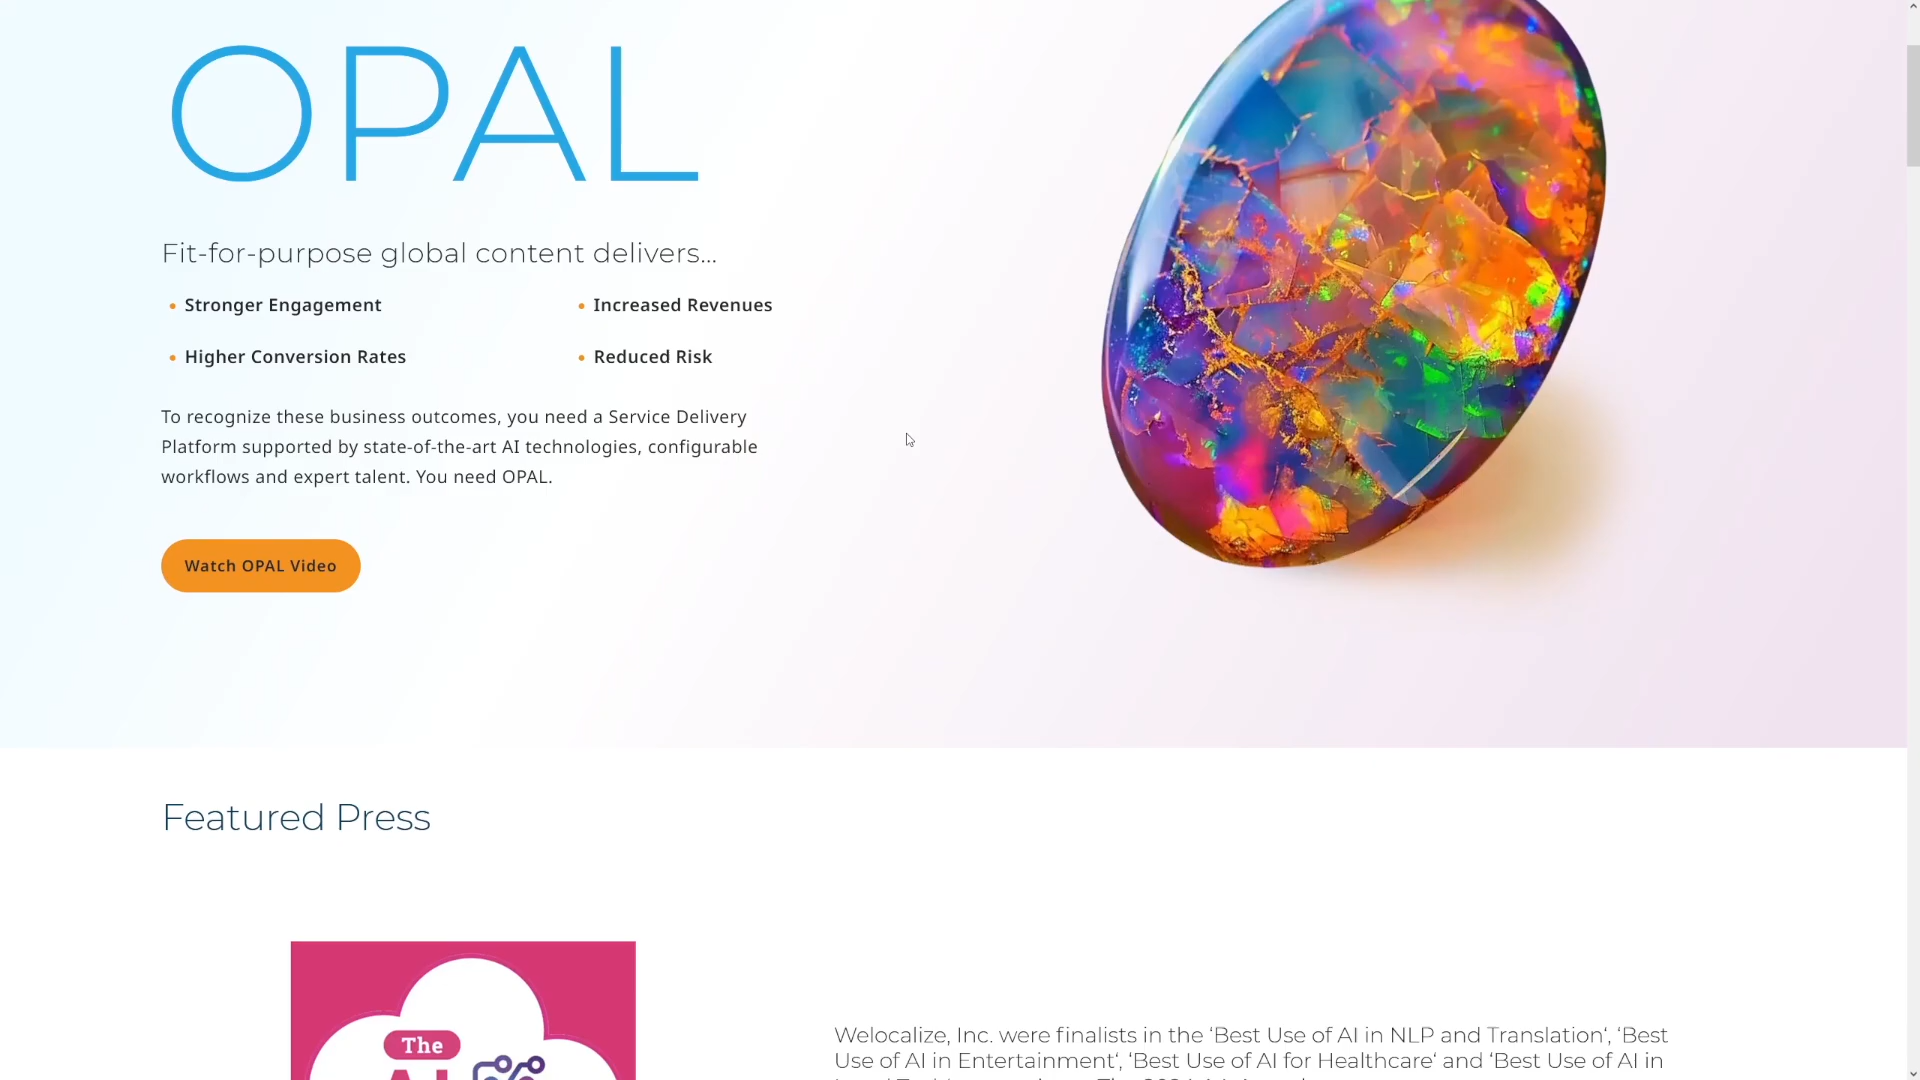 OPAL
Fit-for-purpose global content delivers...
Stronger Engagement
Increased Revenues
Higher Conversion Rates
Reduced Risk
To recognize these business outcomes, you need a Service Delivery
Platform supported by state-of-the-art AI technologies, configurable
workflows and expert talent. You need OPAL.
Watch OPAL Video
Featured Press
The
Welocalize, Inc. were finalists in the ‘Best Use of AI in NLP and Translation‘, ‘Best
Use of AI in Entertainment‘, ‘Best Use of AI for Healthcare‘ and ‘Best Use of AI in